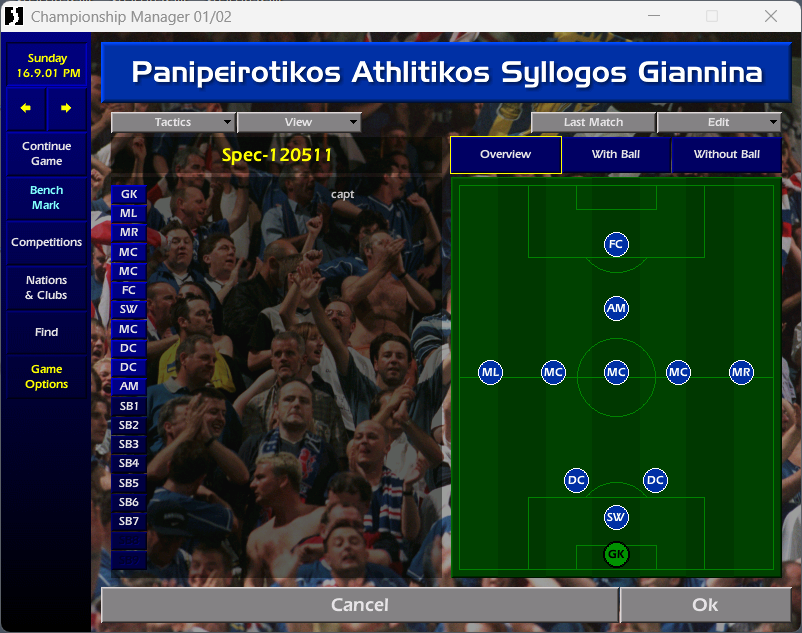 Championship Manager 01/02
Sunday
16.9.01 PM
Continue
Game
Bench
Mark
Competitions
Nations
& Clubs
Find
Game
Options
Panipeirotikos Athlitikos Syllogos Giannina
Tactics
View
Last Match
Edit
Spec-120511
Overview
With Ball
Without Ball
GK
capt
ML
MR
MC
MC
FC
SW
MC
DC
DC
AM
SB1
SB2
SB3
SB4
SB5
SB6
SB7
FC
AM
ML
MC
MC
MC
MR
DC
DC
SW
GK
Cancel
Ok